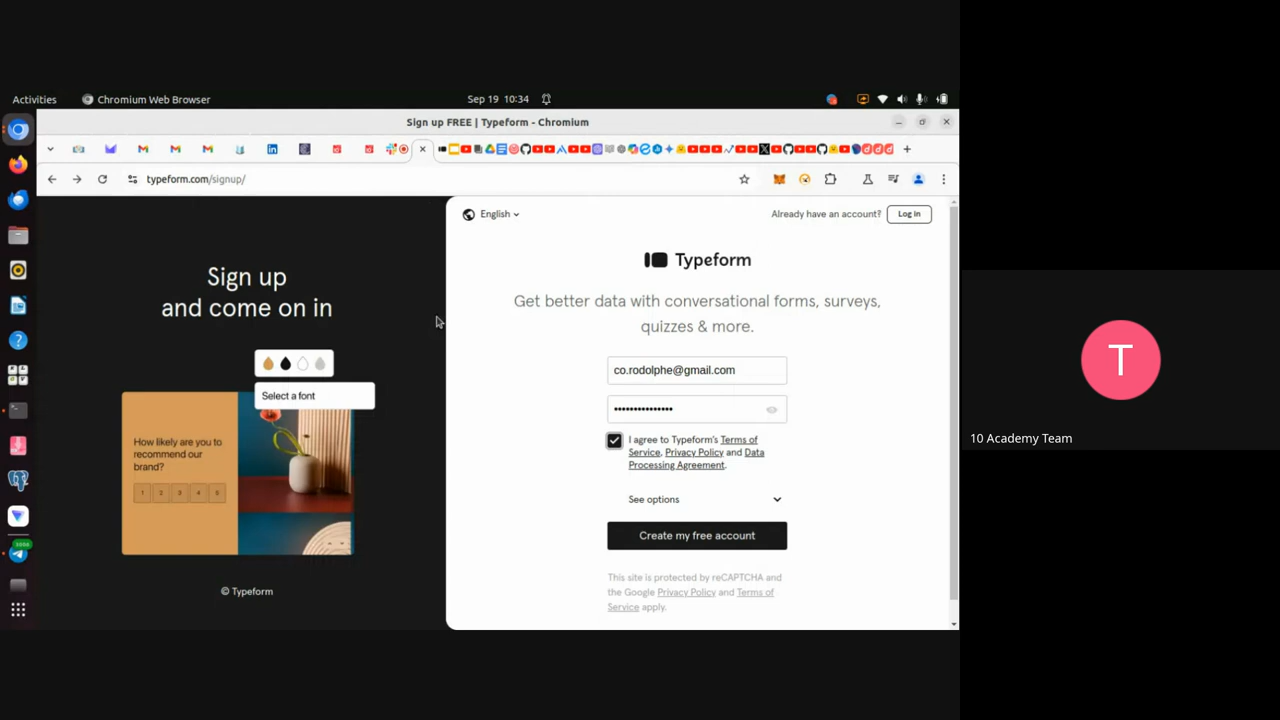 Activities
Chromium Web Browser
Sep 19 10:34
Sign up FREE | Typeform - Chromium
typeform.com/signup/
Sign up
and come on in
Select a font
How likely are you to
recommend our
brand?
1 2 3 4 5
© Typeform
English
Already have an account?
Log in
Typeform
Get better data with conversational forms, surveys,
quizzes & more.
co.rodolphe@gmail.com
•••••••••••••••
I agree to Typeform's Terms of
Service, Privacy Policy and Data
Processing Agreement.
See options
Create my free account
This site is protected by reCAPTCHA and
the Google Privacy Policy and Terms of
Service apply.
T
10 Academy Team